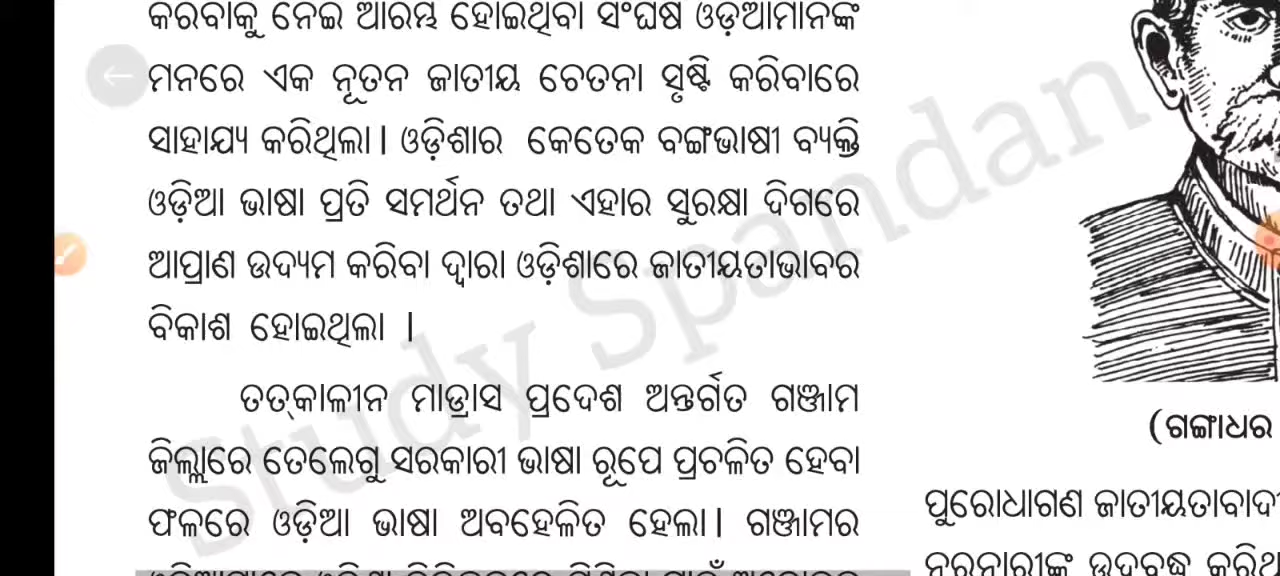 କରିବାକୁ ନେଇ ଆରମ୍ଭ ହୋଇଥିବା ସଂଘର୍ଷ ଓଡ଼ିଆମାନଙ୍କ
ମନରେ ଏକ ନୂତନ ଜାତୀୟ ଚେତନା ସୃଷ୍ଟି କରିବାରେ
ସାହାଯ୍ୟ କରିଥିଲା। ଓଡ଼ିଶାର କେତେକ ବଙ୍ଗଭାଷୀ ବ୍ୟକ୍ତି
ଓଡ଼ିଆ ଭାଷା ପ୍ରତି ସମର୍ଥନ ତଥା ଏହାର ସୁରକ୍ଷା ଦିଗରେ
ଆପ୍ରାଣ ଉଦ୍ୟମ କରିବା ଦ୍ୱାରା ଓଡ଼ିଶାରେ ଜାତୀୟତାଭାବର
ବିକାଶ ହୋଇଥିଲା ।
ତତ୍‌କାଳୀନ ମାଡ୍ରାସ ପ୍ରଦେଶ ଅନ୍ତର୍ଗତ ଗଞ୍ଜାମ
ଜିଲ୍ଲାରେ ତେଲେଗୁ ସରକାରୀ ଭାଷା ରୂପେ ପ୍ରଚଳିତ ହେବା
ଫଳରେ ଓଡ଼ିଆ ଭାଷା ଅବହେଳିତ ହେଲା। ଗଞ୍ଜାମର
(ଗଙ୍ଗାଧର
ପୁରୋଧାଗଣ ଜାତୀୟତାବାଦୀ
ନରନାରୀଙ୍କୁ ଉଦ୍‌ବୁଦ୍ଧ
Study Spandan